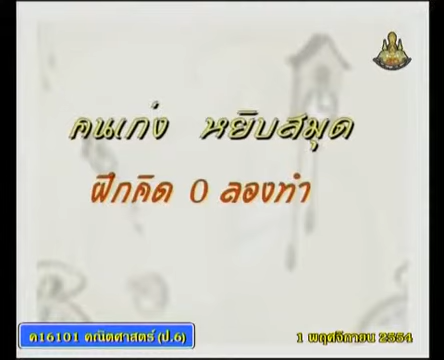 คนเก่ง หยิบสมุด
ฝึกคิด 0 ลองทำ
ค16101 คณิตศาสตร์ (ป.6)
1 พฤศจิกายน 2554